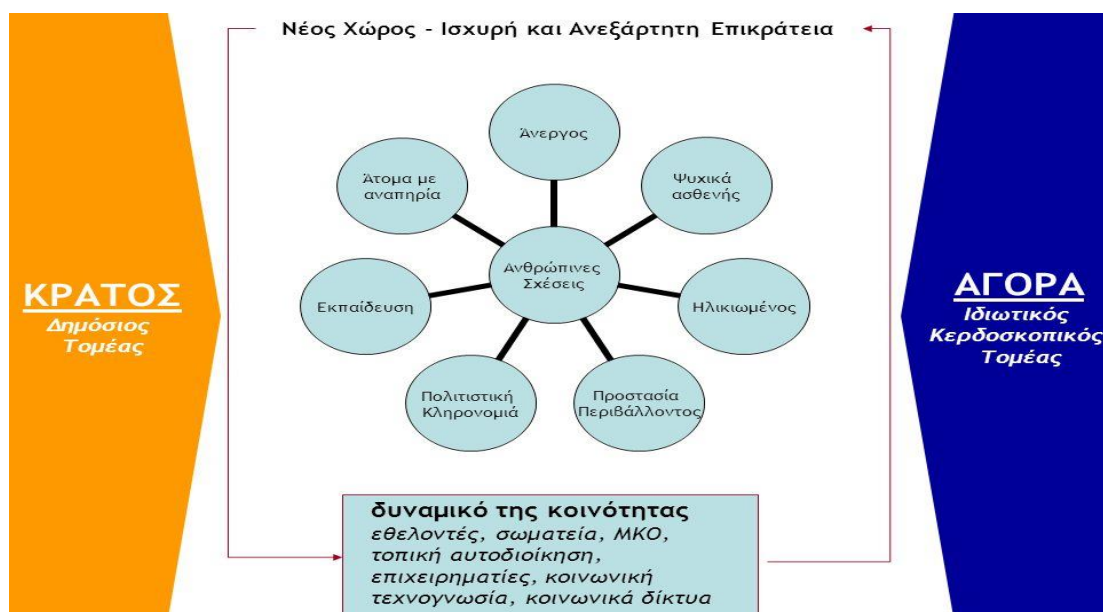 Νέος Χώρος - Ισχυρή και Ανεξάρτητη Επικράτεια
ΚΡΑΤΟΣ
Δημόσιος
Τομέας
Άνεργος
Άτομα με
αναπηρία
Ψυχικά
ασθενής
Ανθρώπινες
Σχέσεις
Εκπαίδευση
Ηλικιωμένος
Πολιτιστική
Κληρονομιά
Προστασία
Περιβάλλοντος
ΑΓΟΡΑ
Ιδιωτικός
Κερδοσκοπικός
Τομέας
δυναμικό της κοινότητας
εθελοντές, σωματεία, ΜΚΟ,
τοπική αυτοδιοίκηση,
επιχειρηματίες, κοινωνική
τεχνογνωσία, κοινωνικά δίκτυα